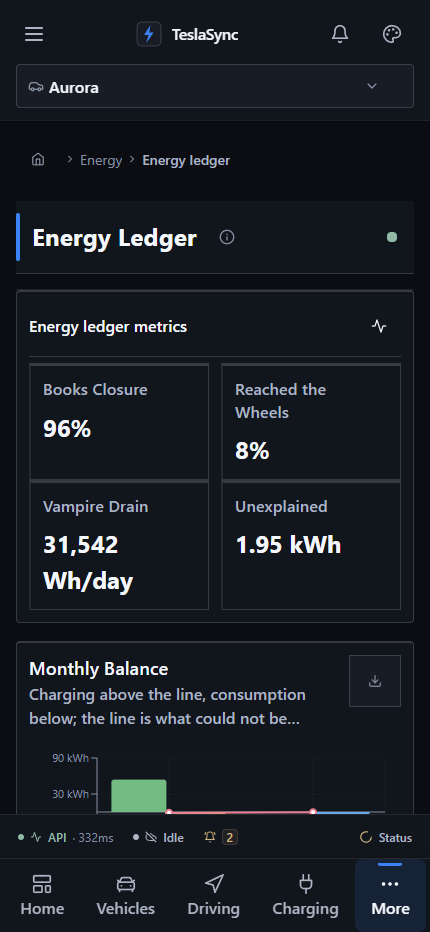 TeslaSync
Aurora
Energy
Energy ledger
Energy Ledger
Energy ledger metrics
Books Closure
96%
Reached the
Wheels
8%
Vampire Drain
31,542
Wh/day
Unexplained
1.95 kWh
Monthly Balance
Charging above the line, consumption
below; the line is what could not be...
90 kWh
30 kWh
API · 332ms
Idle
2
Status
Home
Vehicles
Driving
Charging
More